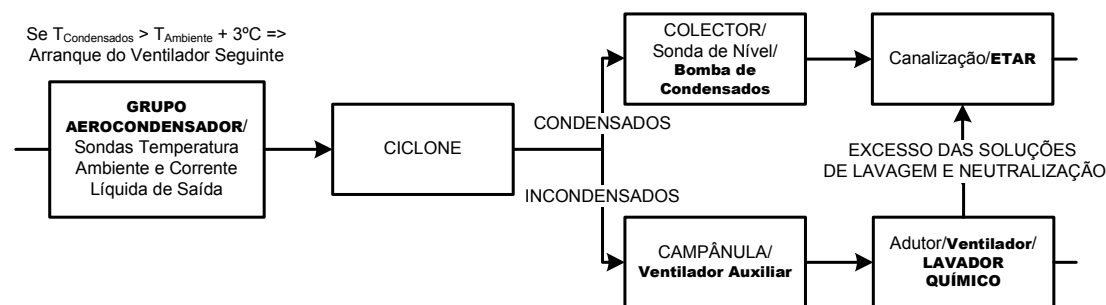 Se TCondensados > TAmbiente + 3ºC =>
Arranque do Ventilador Seguinte
GRUPO
AEROCONDENSADOR/
Sondas Temperatura
Ambiente e Corrente
Líquida de Saída
CICLONE
CONDENSADOS
INCONDENSADOS
COLECTOR/
Sonda de Nível/
Bomba de
Condensados
Canalização/ETAR
EXCESSO DAS SOLUÇÕES
DE LAVAGEM E NEUTRALIZAÇÃO
CAMPÂNULA/
Ventilador Auxiliar
Adutor/Ventilador/
LAVADOR
QUÍMICO